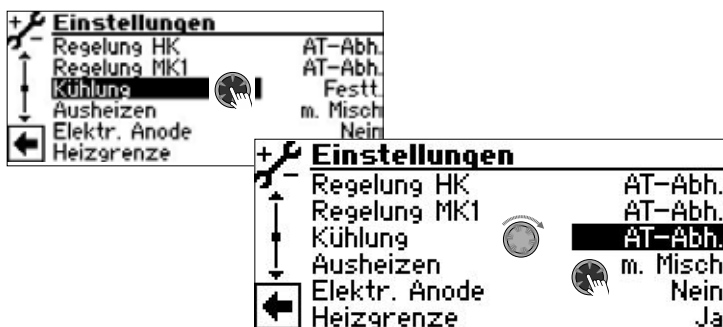 Einstellungen
Regelung HK AT-Abh.
Regelung MK1 AT-Abh.
Kühlung Festt.
Ausheizen m. Misch
Elektr. Anode Nein
Heizgrenze
Einstellungen
Regelung HK AT-Abh.
Regelung MK1 AT-Abh.
Kühlung AT-Abh.
Ausheizen m. Misch
Elektr. Anode Nein
Heizgrenze Ja